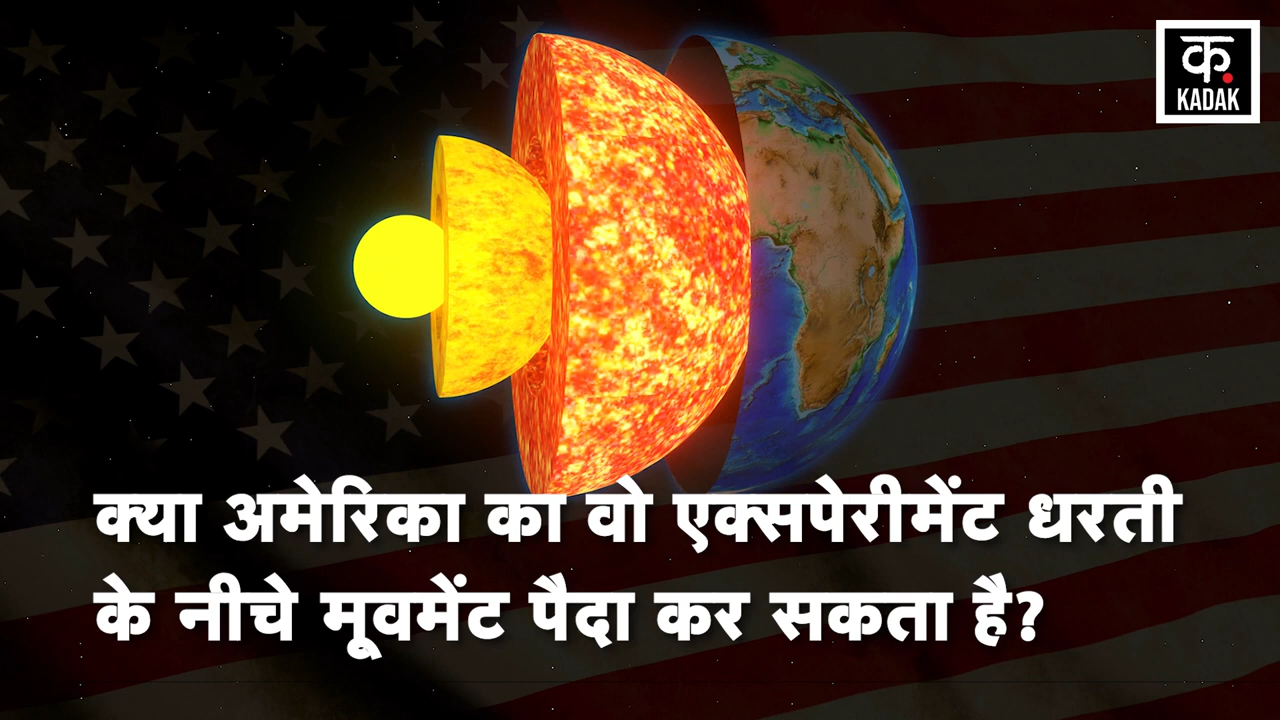 क
KADAK
क्या अमेरिका का वो एक्सपेरीमेंट धरती
के नीचे मूवमेंट पैदा कर सकता है?